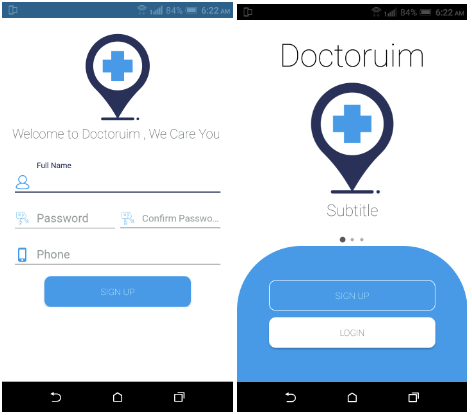 84% 6:22 AM
Welcome to Doctoruim , We Care You
Full Name
Password
Confirm Passwo...
Phone
SIGN UP
84% 6:22 AM
Doctoruim
Subtitle
SIGN UP
LOGIN